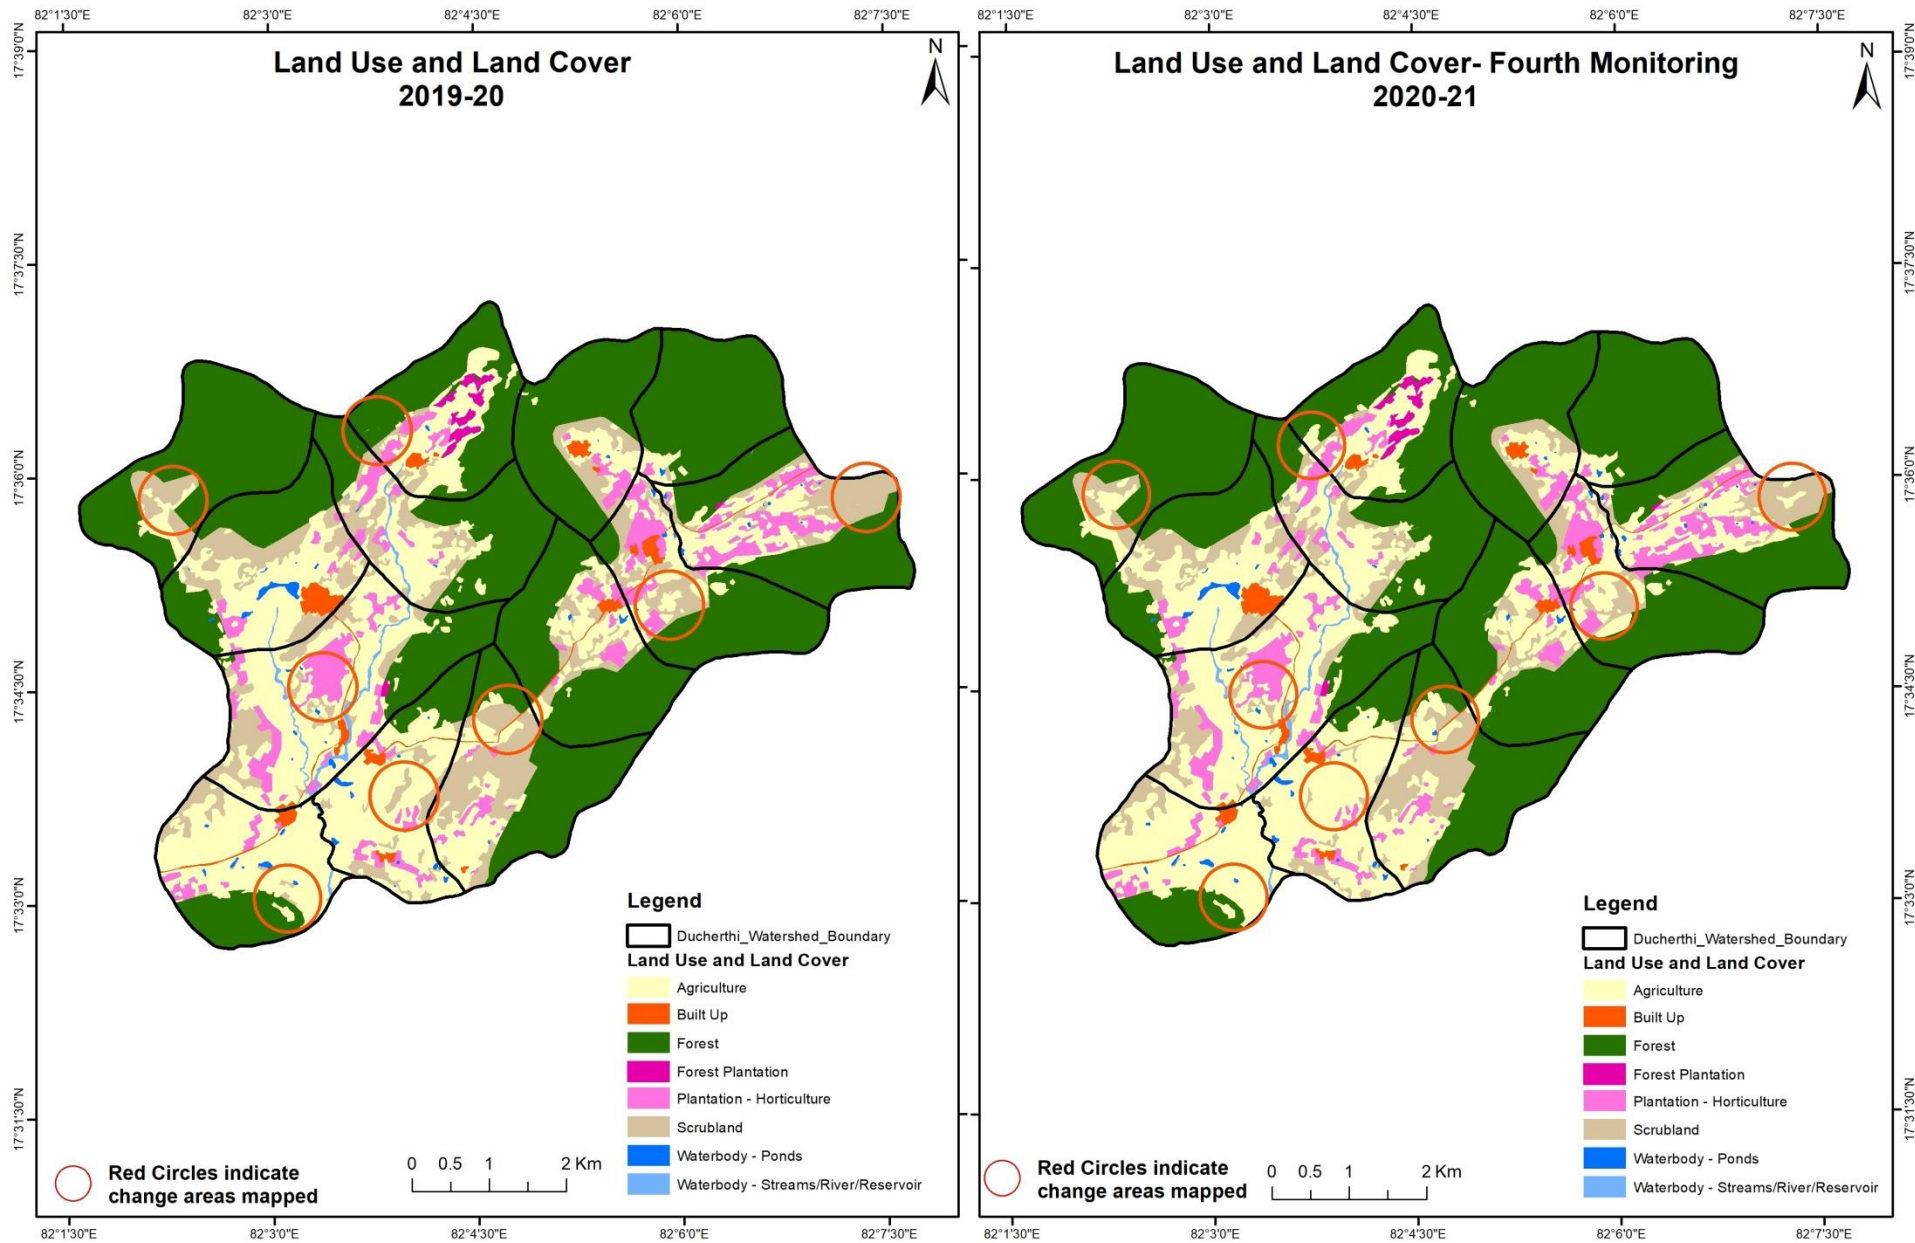 82°1'30"E 82°3'0"E 82°4'30"E 82°6'0"E 82°7'30"E
17°39'0"N
17°37'30"N
17°36'0"N
17°34'30"N
17°33'0"N
17°31'30"N
Land Use and Land Cover
2019-20
N
Legend
Ducherthi_Watershed_Boundary
Land Use and Land Cover
Agriculture
Built Up
Forest
Forest Plantation
Plantation - Horticulture
Scrubland
Waterbody - Ponds
Waterbody - Streams/River/Reservoir
Red Circles indicate
change areas mapped
0 0.5 1 2 Km
82°1'30"E 82°3'0"E 82°4'30"E 82°6'0"E 82°7'30"E
82°1'30"E 82°3'0"E 82°4'30"E 82°6'0"E 82°7'30"E
Land Use and Land Cover- Fourth Monitoring
2020-21
N
17°39'0"N
17°37'30"N
17°36'0"N
17°34'30"N
17°33'0"N
17°31'30"N
Legend
Ducherthi_Watershed_Boundary
Land Use and Land Cover
Agriculture
Built Up
Forest
Forest Plantation
Plantation - Horticulture
Scrubland
Waterbody - Ponds
Waterbody - Streams/River/Reservoir
Red Circles indicate
change areas mapped
0 0.5 1 2 Km
82°1'30"E 82°3'0"E 82°4'30"E 82°6'0"E 82°7'30"E